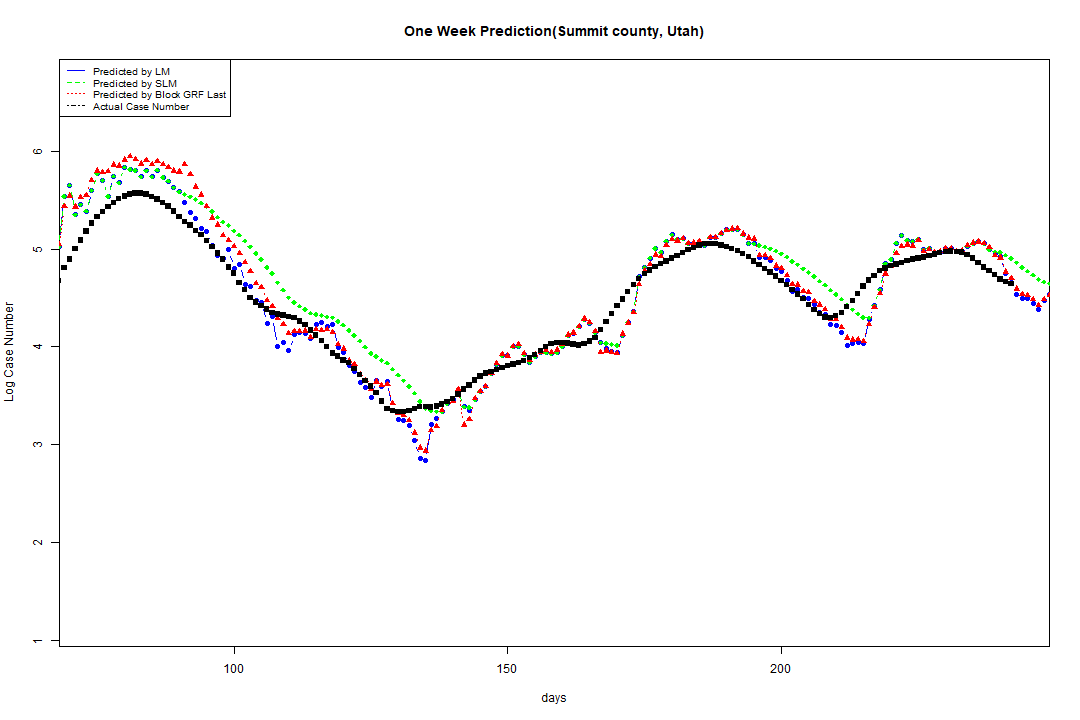 One Week Prediction(Summit county, Utah)
Predicted by LM
Predicted by SLM
Predicted by Block GRF Last
Actual Case Number
6
5
4
3
2
1
Log Case Number
100 150 200
days